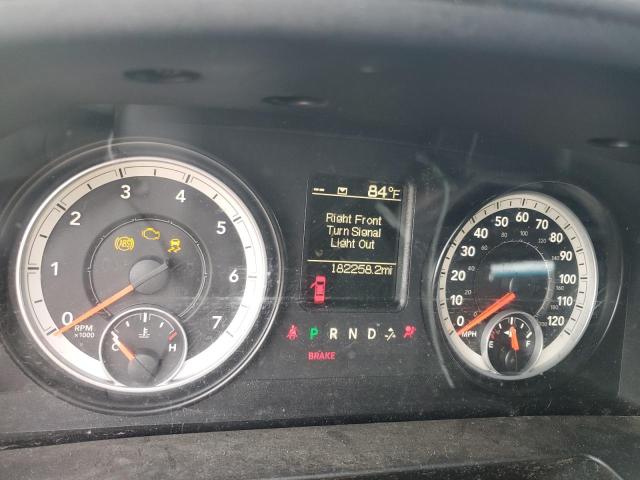 84°F
Right Front
Turn Signal
Light Out
182258.2mi
0 1 2 3 4 5 6 7
ABS
RPM
x1000
C H
P R N D
BRAKE
0 10 20 30 40 50 60 70 80 90 100 110 120
MPH
E F